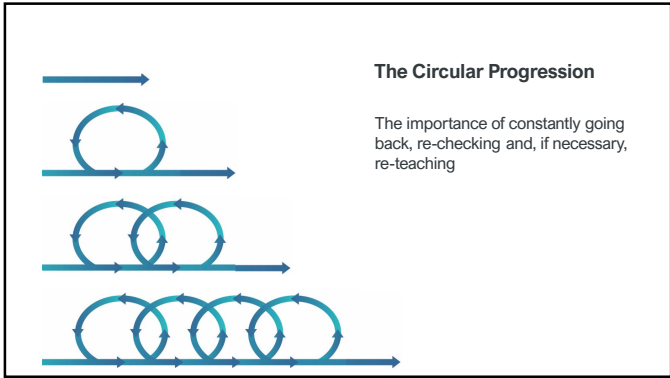 The Circular Progression
The importance of constantly going
back, re-checking and, if necessary,
re-teaching